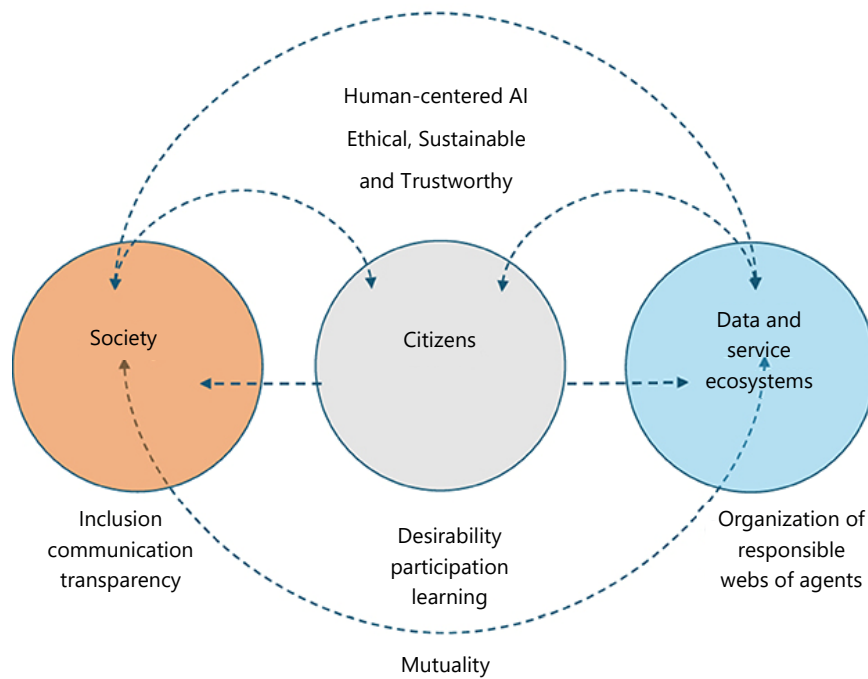 Human-centered AI
Ethical, Sustainable
and Trustworthy
Society
Citizens
Data and
service
ecosystems
Inclusion
communication
transparency
Desirability
participation
learning
Organization of
responsible
webs of agents
Mutuality